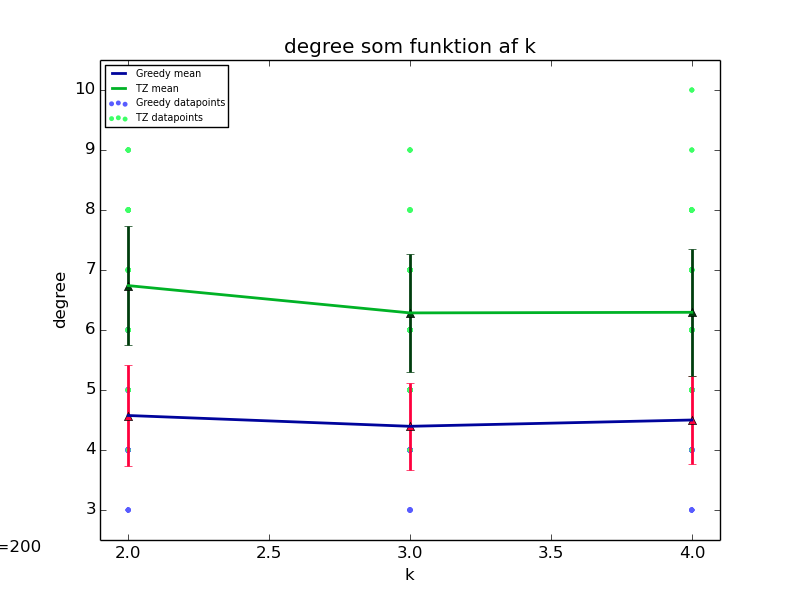 degree som funktion af k
Greedy mean
TZ mean
Greedy datapoints
TZ datapoints
degree
10
9
8
7
6
5
4
3
2.0 2.5 3.0 3.5 4.0
k
=200